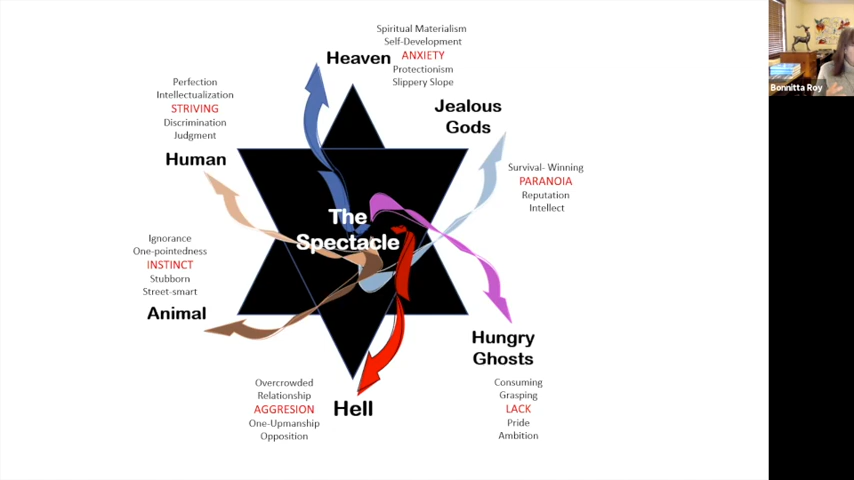 Spiritual Materialism
Self-Development
Heaven
ANXIETY
Protectionism
Slippery Slope
Perfection
Intellectualization
STRIVING
Discrimination
Judgment
Human
Jealous
Gods
Survival- Winning
PARANOIA
Reputation
Intellect
The
Spectacle
Ignorance
One-pointedness
INSTINCT
Stubborn
Street-smart
Animal
Hungry
Ghosts
Consuming
Grasping
LACK
Pride
Ambition
Overcrowded
Relationship
AGGRESION
One-Upmanship
Opposition
Hell
Bonnitta Roy